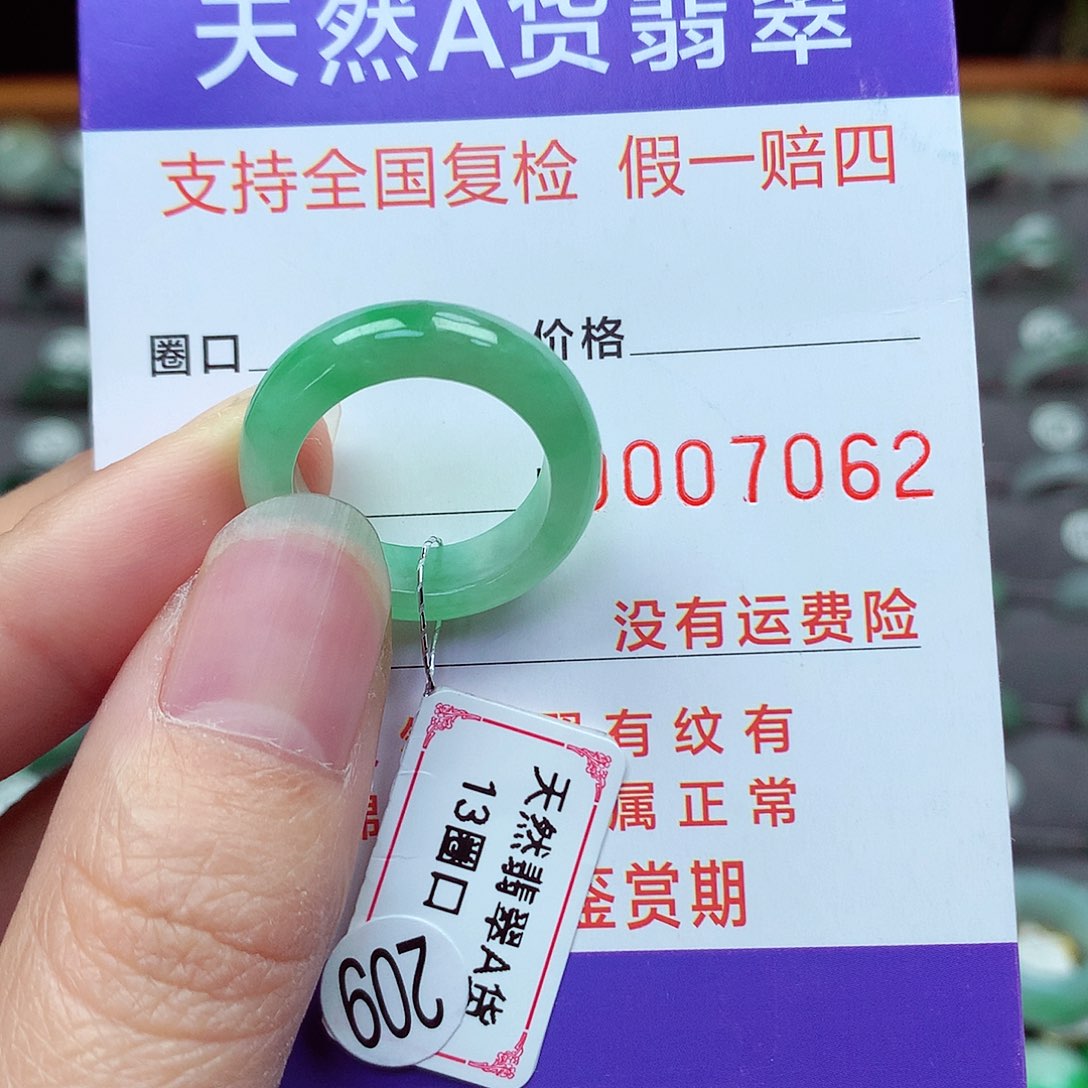 天然A货翡翠
支持全国复检 假一赔四
圈口 价格
007062
没有运费险
有纹有
属正常
鉴赏期
天然翡翠A货
13圈口
209